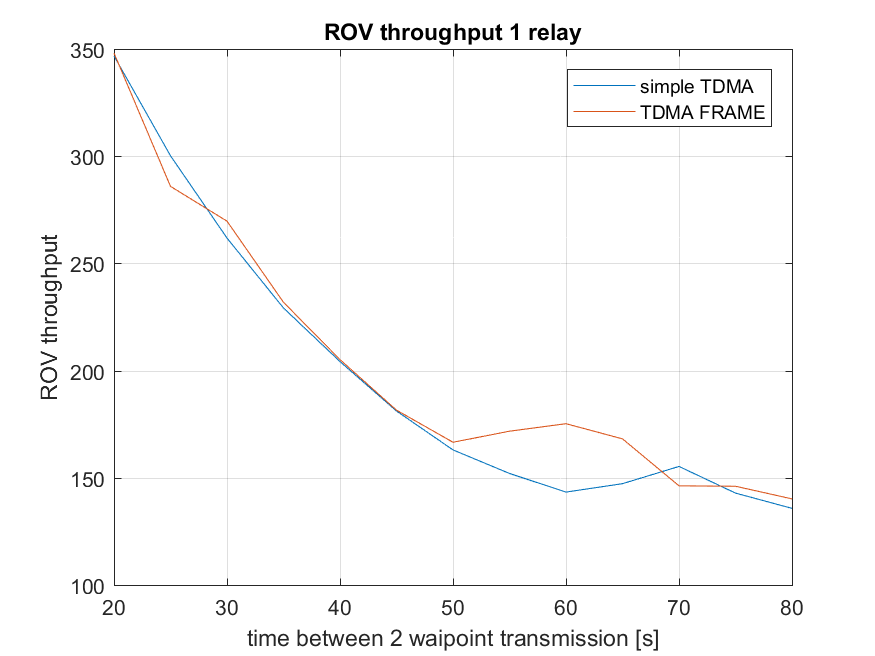 ROV throughput 1 relay
350
300
250
200
150
100
ROV throughput
simple TDMA
TDMA FRAME
20 30 40 50 60 70 80
time between 2 waipoint transmission [s]